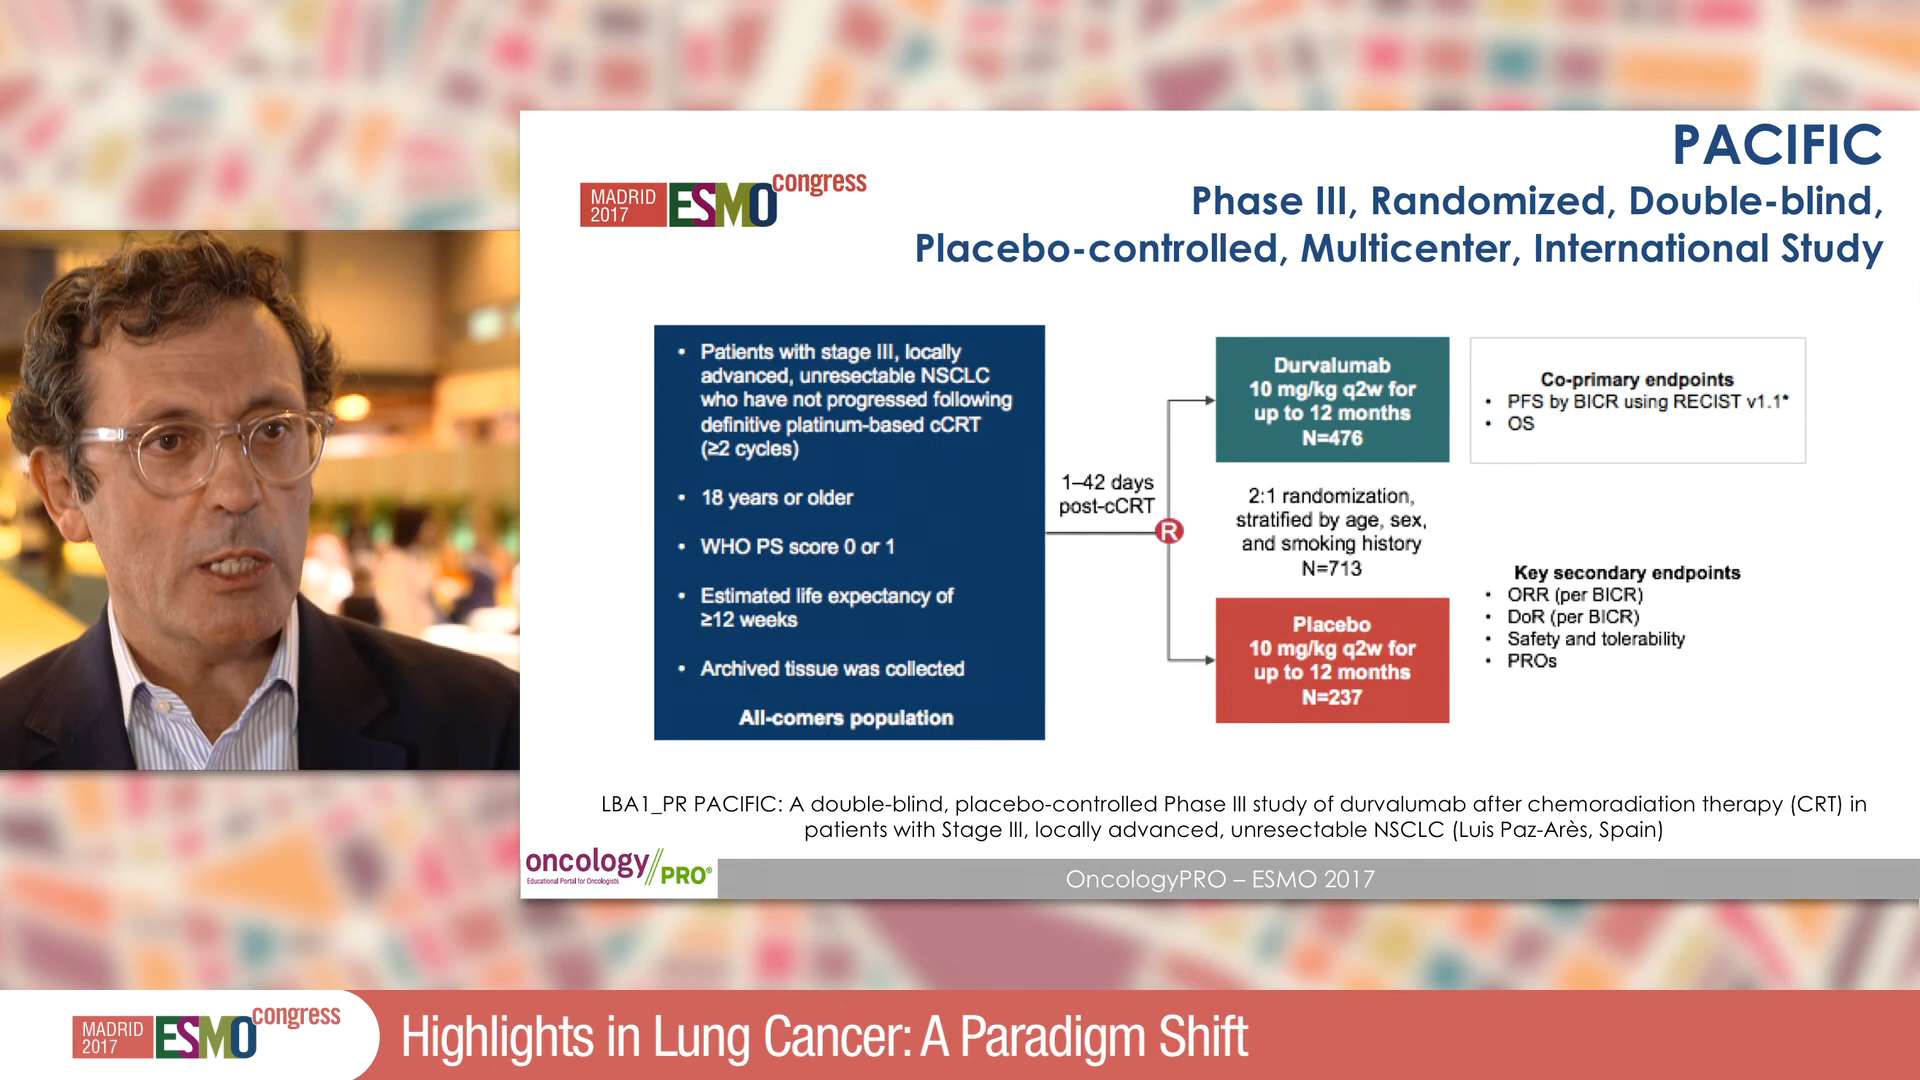 PACIFIC
Phase III, Randomized, Double-blind,
Placebo-controlled, Multicenter, International Study
MADRID
2017
ESMO
congress
• Patients with stage III, locally
advanced, unresectable NSCLC
who have not progressed following
definitive platinum-based cCRT
(≥2 cycles)
• 18 years or older
• WHO PS score 0 or 1
• Estimated life expectancy of
≥12 weeks
• Archived tissue was collected
All-comers population
1–42 days
post-cCRT
R
Durvalumab
10 mg/kg q2w for
up to 12 months
N=476
2:1 randomization,
stratified by age, sex,
and smoking history
N=713
Placebo
10 mg/kg q2w for
up to 12 months
N=237
Co-primary endpoints
• PFS by BICR using RECIST v1.1*
• OS
Key secondary endpoints
• ORR (per BICR)
• DoR (per BICR)
• Safety and tolerability
• PROs
LBA1_PR PACIFIC: A double-blind, placebo-controlled Phase III study of durvalumab after chemoradiation therapy (CRT) in
patients with Stage III, locally advanced, unresectable NSCLC (Luis Paz-Arès, Spain)
oncology//PRO®
Educational Portal for Oncologists
OncologyPRO – ESMO 2017
MADRID
2017
ESMO
congress
Highlights in Lung Cancer: A Paradigm Shift